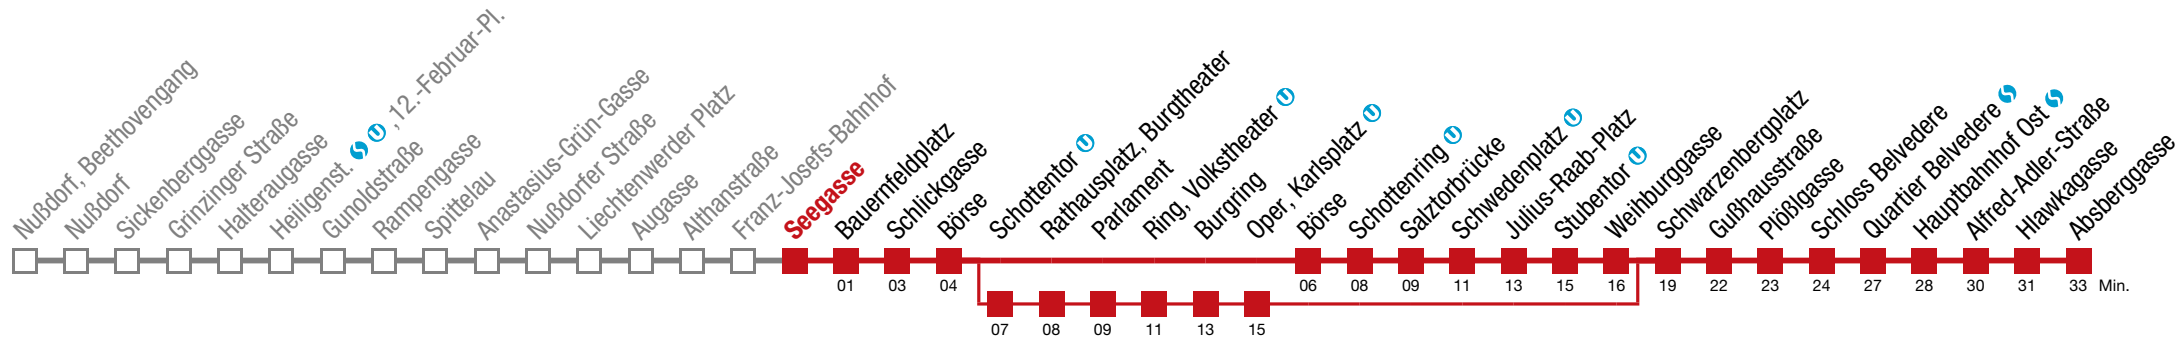 Nußdorf, Beethovengang
Nußdorf
Sickenberggasse
Grinzinger Straße
Halteraugasse
Heiligenst. S U , 12.-Februar-Pl.
Gunoldstraße
Rampengasse
Spittelau
Anastasius-Grün-Gasse
Nußdorfer Straße
Liechtenwerder Platz
Augasse
Althanstraße
Franz-Josefs-Bahnhof
Seegasse
Bauernfeldplatz
Schlickgasse
Börse
Schottentor U
Rathausplatz, Burgtheater
Parlament
Ring, Volkstheater U
Burgring
Oper, Karlsplatz U
Börse
Schottenring U
Salztorbrücke
Schwedenplatz U
Julius-Raab-Platz
Stubentor U
Weihburggasse
Schwarzenbergplatz
Gußhausstraße
Plößlgasse
Schloss Belvedere
Quartier Belvedere S
Hauptbahnhof Ost S
Alfred-Adler-Straße
Hlawkagasse
Absberggasse
01 03 04 06 08 09 11 13 15 16 19 22 23 24 27 28 30 31 33 Min.
07 08 09 11 13 15